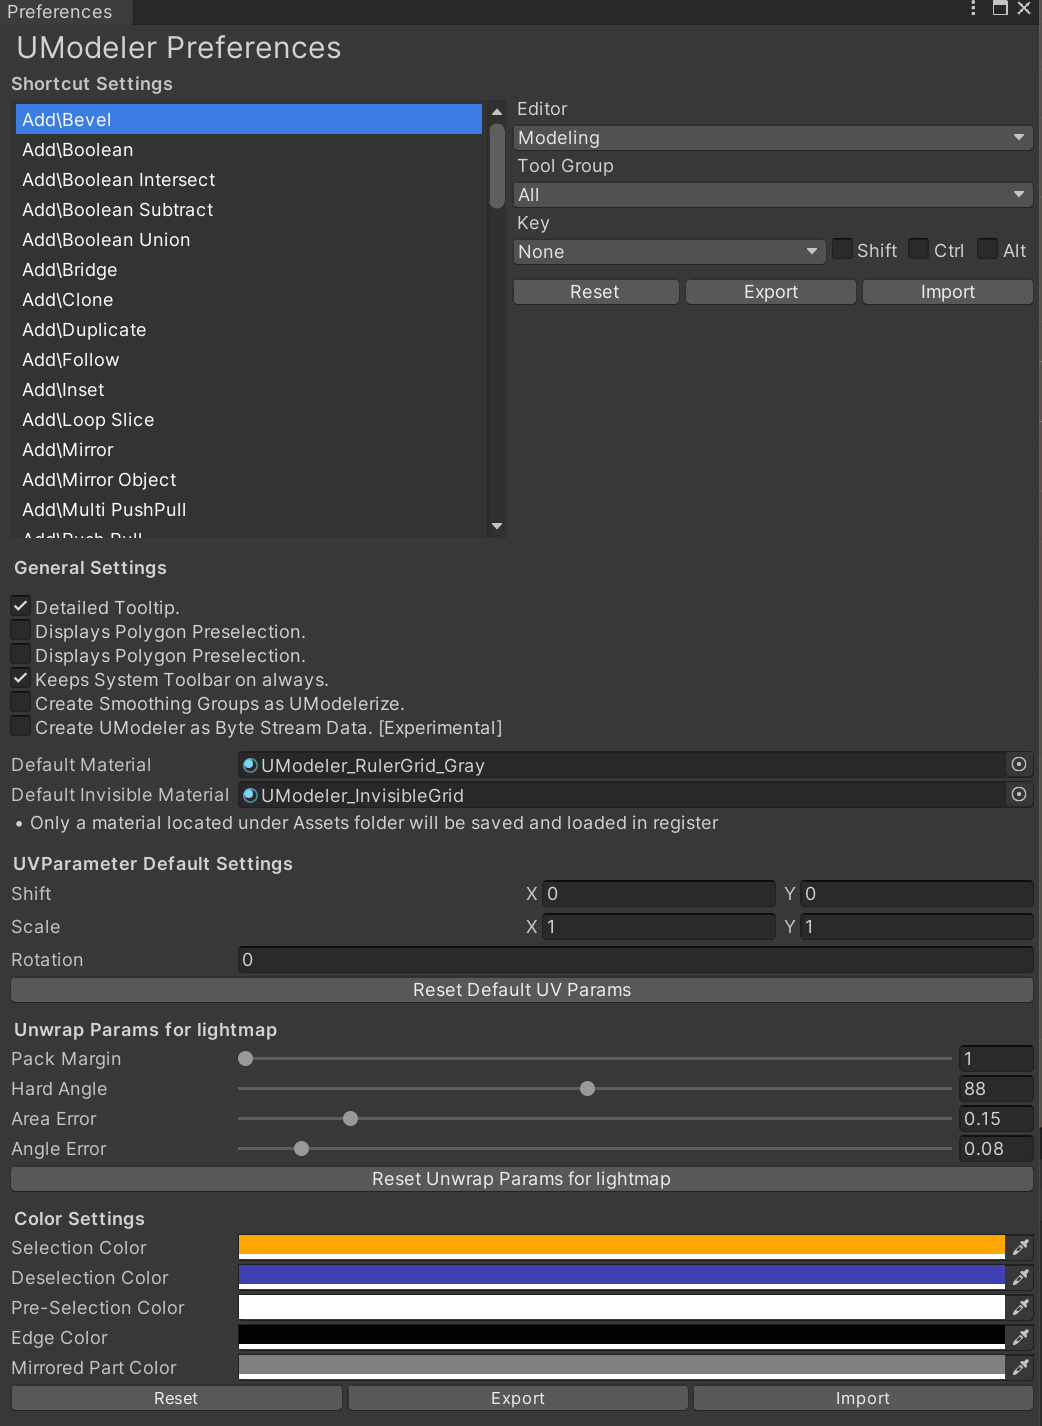 Preferences
UModeler Preferences
Shortcut Settings
Add\Bevel
Add\Boolean
Add\Boolean Intersect
Add\Boolean Subtract
Add\Boolean Union
Add\Bridge
Add\Clone
Add\Duplicate
Add\Follow
Add\Inset
Add\Loop Slice
Add\Mirror
Add\Mirror Object
Add\Multi PushPull
Add\Push Pull
Editor
Modeling
Tool Group
All
Key
None Shift Ctrl Alt
Reset Export Import
General Settings
Detailed Tooltip.
Displays Polygon Preselection.
Displays Polygon Preselection.
Keeps System Toolbar on always.
Create Smoothing Groups as UModelerize.
Create UModeler as Byte Stream Data. [Experimental]
Default Material UModeler_RulerGrid_Gray
Default Invisible Material UModeler_InvisibleGrid
• Only a material located under Assets folder will be saved and loaded in register
UVParameter Default Settings
Shift X 0 Y 0
Scale X 1 Y 1
Rotation 0
Reset Default UV Params
Unwrap Params for lightmap
Pack Margin 1
Hard Angle 88
Area Error 0.15
Angle Error 0.08
Reset Unwrap Params for lightmap
Color Settings
Selection Color
Deselection Color
Pre-Selection Color
Edge Color
Mirrored Part Color
Reset Export Import